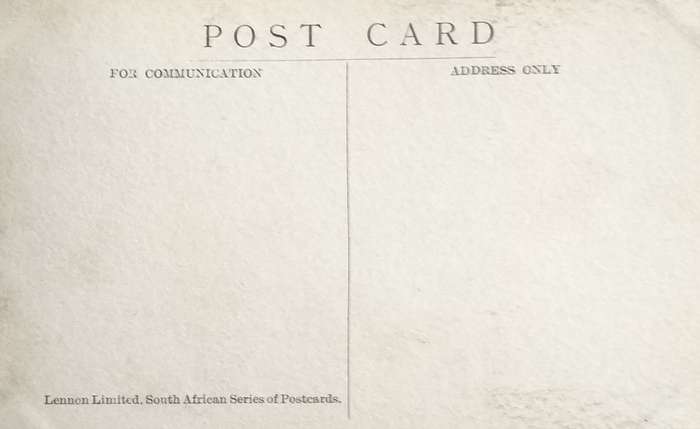 POST CARD
FOR COMMUNICATION
ADDRESS ONLY
Lennon Limited, South African Series of Postcards.